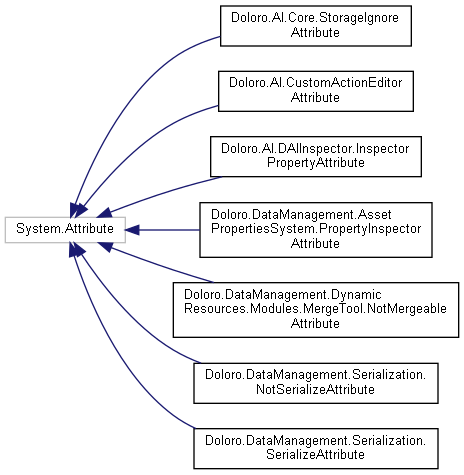 Doloro.AI.Core.StorageIgnore
Attribute
Doloro.AI.CustomActionEditor
Attribute
Doloro.AI.DAIInspector.Inspector
PropertyAttribute
System.Attribute
Doloro.DataManagement.Asset
PropertiesSystem.PropertyInspector
Attribute
Doloro.DataManagement.Dynamic
Resources.Modules.MergeTool.NotMergeable
Attribute
Doloro.DataManagement.Serialization.
NotSerializeAttribute
Doloro.DataManagement.Serialization.
SerializeAttribute